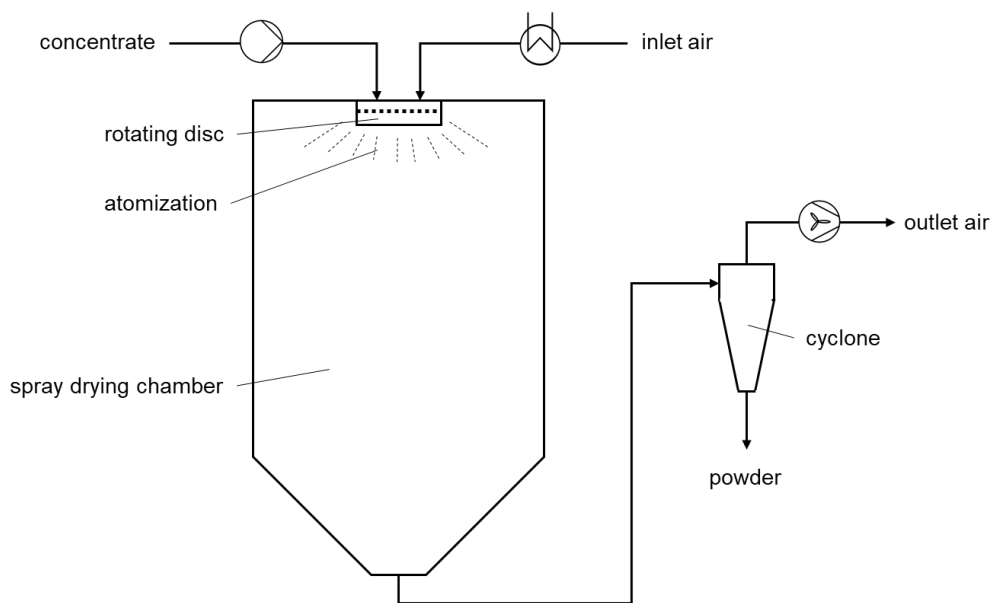 concentrate
inlet air
rotating disc
atomization
outlet air
cyclone
spray drying chamber
powder